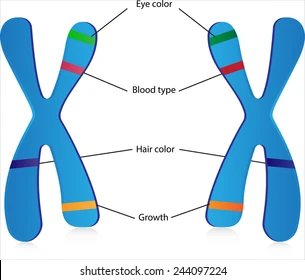 Eye color
Blood type
Hair color
Growth
shutterstock.com · 244097224